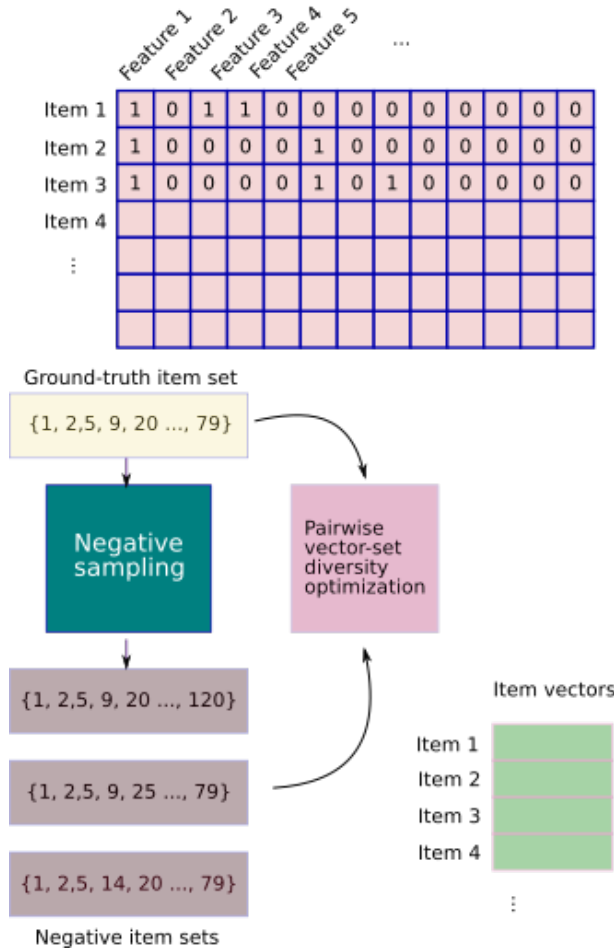 Feature 1
Feature 2
Feature 3
Feature 4
Feature 5
...
Item 1 1 0 1 1 0 0 0 0 0 0 0 0 0
Item 2 1 0 0 0 0 1 0 0 0 0 0 0 0
Item 3 1 0 0 0 0 1 0 1 0 0 0 0 0
Item 4
⋮
Ground-truth item set
{1, 2,5, 9, 20 ..., 79}
Negative
sampling
Pairwise
vector-set
diversity
optimization
{1, 2,5, 9, 20 ..., 120}
{1, 2,5, 9, 25 ..., 79}
{1, 2,5, 14, 20 ..., 79}
Negative item sets
Item vectors
Item 1
Item 2
Item 3
Item 4
⋮